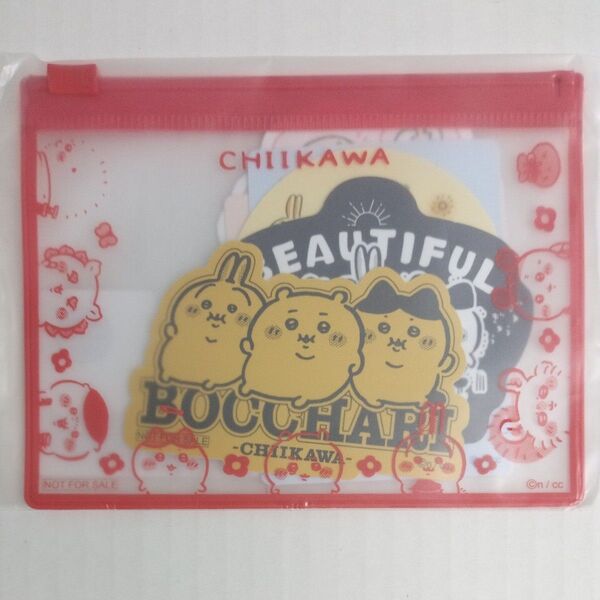 CHIIKAWA
BEAUTIFUL
BOCCHARI
NOT FOR SALE
-CHIIKAWA-
NOT FOR SALE
©n / cc